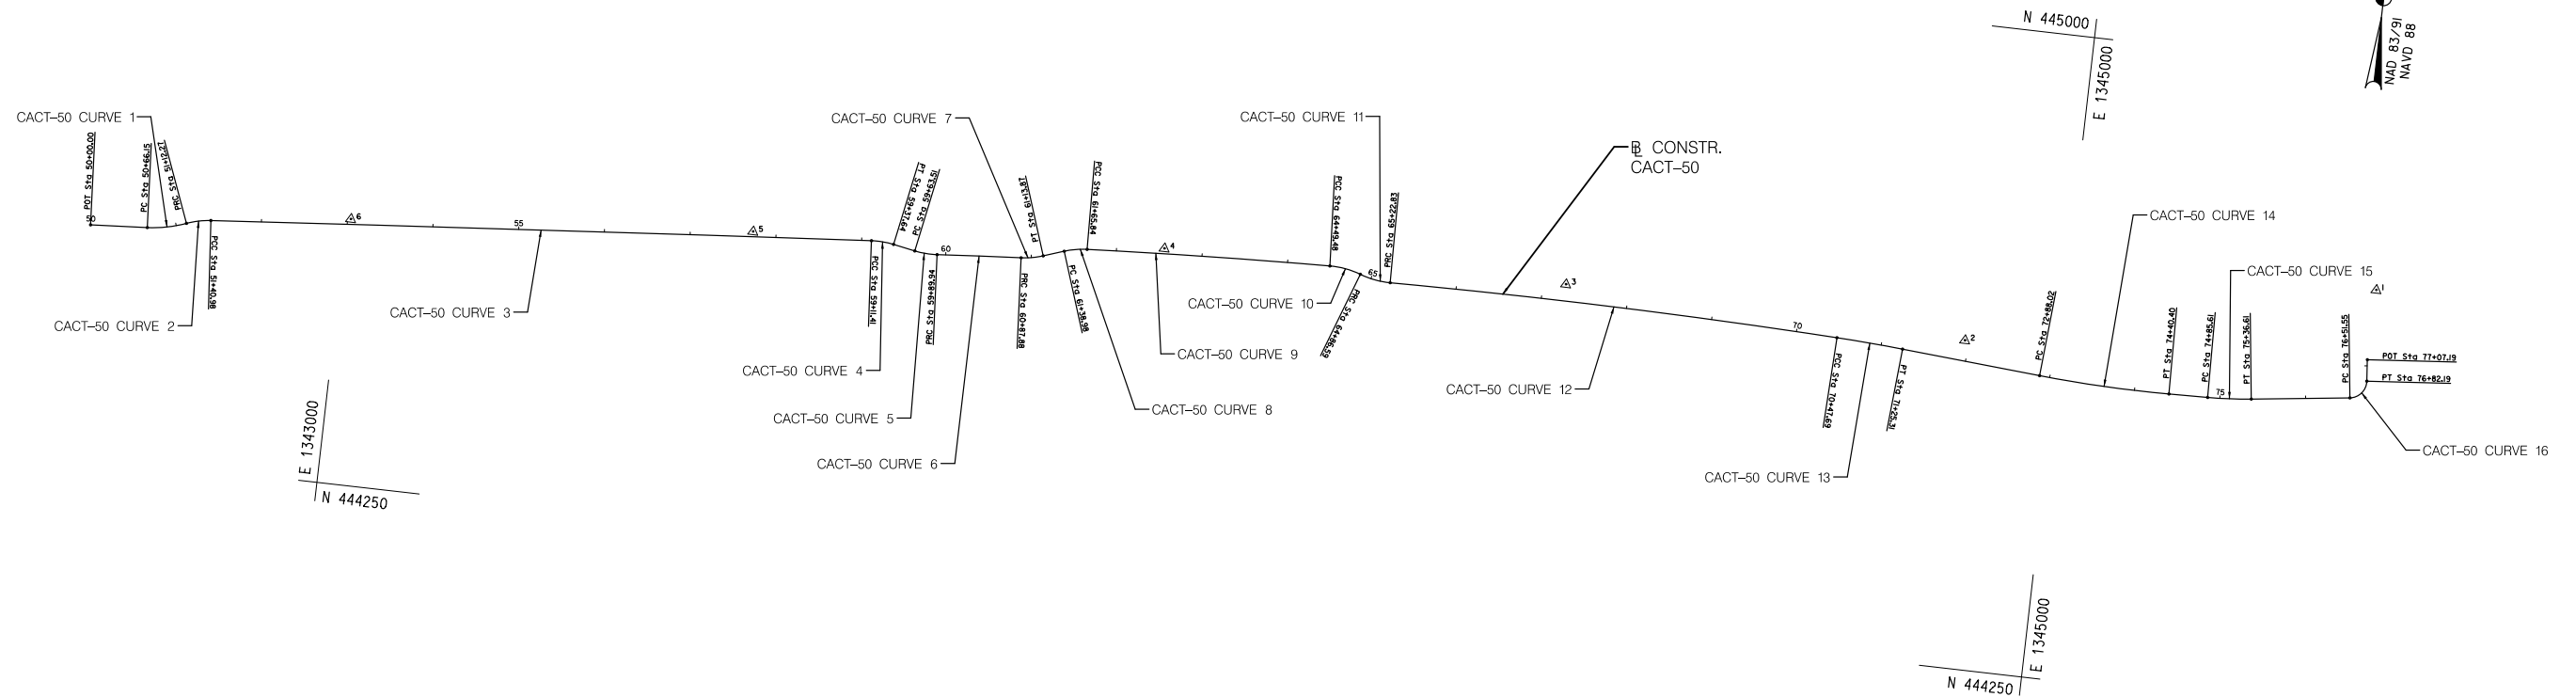 N 445000
E 1345000
NAD 83/91
NAVD 88
CACT-50 CURVE 1
CACT-50 CURVE 7
CACT-50 CURVE 11
℄ CONSTR.
CACT-50
POT Sta 50+00.00
PC Sta 50+66.15
PRC Sta 51+12.27
PCC Sta 51+40.98
50
6
55
5
PCC Sta 59+11.41
PT Sta 59+37.64
PC Sta 59+63.51
PRC Sta 59+89.94
60
PRC Sta 60+87.88
PT Sta 61+13.87
PC Sta 61+38.98
PCC Sta 61+65.84
4
PCC Sta 64+49.48
PRC Sta 64+86.59
65
PRC Sta 65+22.83
3
70
PCC Sta 70+47.69
PT Sta 71+25.31
2
PC Sta 72+88.02
PT Sta 74+40.40
PC Sta 74+85.61
75
PT Sta 75+36.61
PC Sta 76+51.55
1
POT Sta 77+07.19
PT Sta 76+82.19
CACT-50 CURVE 14
CACT-50 CURVE 15
CACT-50 CURVE 2
CACT-50 CURVE 3
CACT-50 CURVE 10
CACT-50 CURVE 9
CACT-50 CURVE 4
CACT-50 CURVE 12
CACT-50 CURVE 8
CACT-50 CURVE 5
CACT-50 CURVE 6
CACT-50 CURVE 13
CACT-50 CURVE 16
E 1343000
N 444250
E 1345000
N 444250